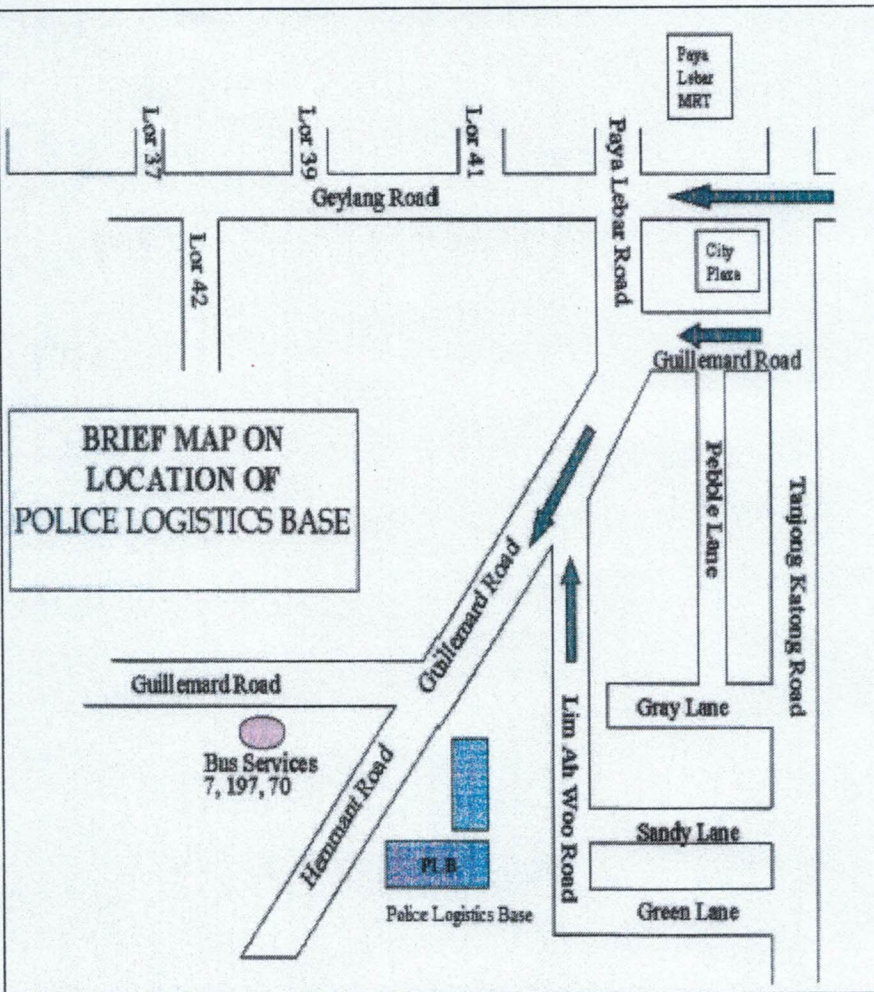 Paya
Lebar
MRT
Lor 37
Lor 39
Lor 41
Paya Lebar Road
Geylang Road
City
Plaza
Lor 42
Guillemard Road
BRIEF MAP ON
LOCATION OF
POLICE LOGISTICS BASE
Pebble Lane
Tanjong Katong Road
Guillemard Road
Guillemard Road
Gray Lane
Bus Services
7, 197, 70
Hemmant Road
Lim Ah Woo Road
Sandy Lane
PLB
Police Logistics Base
Green Lane